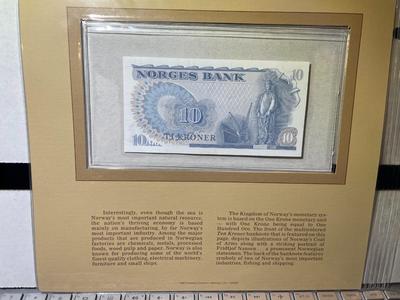 NORGES BANK
10
10
TI KRONER
10
10
Interestingly, even though the sea is
Norway's most important natural resource,
the nation's thriving economy is based
mainly on manufacturing, by far Norway's
most important industry. Among the major
products that are produced in Norwegian
factories are chemicals, metals, processed
foods, wood pulp and paper. Norway is also
known for producing some of the world's
finest quality clothing, electrical machinery,
furniture and small ships.
The Kingdom of Norway's monetary sys-
tem is based on the One Krone monetary unit
— with One Krone being equal to One
Hundred Öre. The front of the multicolored
Ten Kroner banknote that is featured on this
page, depicts illustrations of Norway's Coat
of Arms along with a striking portrait of
Fridtjof Nansen . . . a prominent Norwegian
statesman. The back of the banknote features
symbols of two of Norway's most important
industries, fishing and shipping.